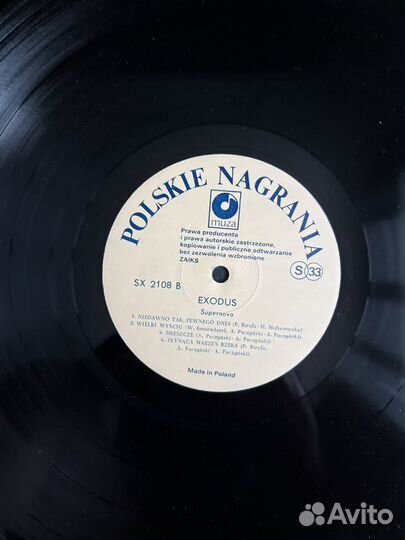 POLSKIE NAGRANIA
muza
Prawa producenta
i prawa autorskie zastrzeżone,
kopiowanie i publiczne odtwarzanie
bez zezwolenia wzbronione
ZAIKS
S 33
SX 2108 B
EXODUS
Supernova
1. NIEDAWNO TAK, PEWNEGO DNIA (P. Birula - M. Maliszewska)
2. WIELKI WYŚCIG (W. Komendarek, A. Puczyński - A. Puczyński)
3. DRESZCZE (A. Puczyński - A. Puczyński)
4. PŁYNĄCA MARZEŃ RZEKA (P. Birula,
A. Puczyński - A. Puczyński)
Made in Poland
Avito